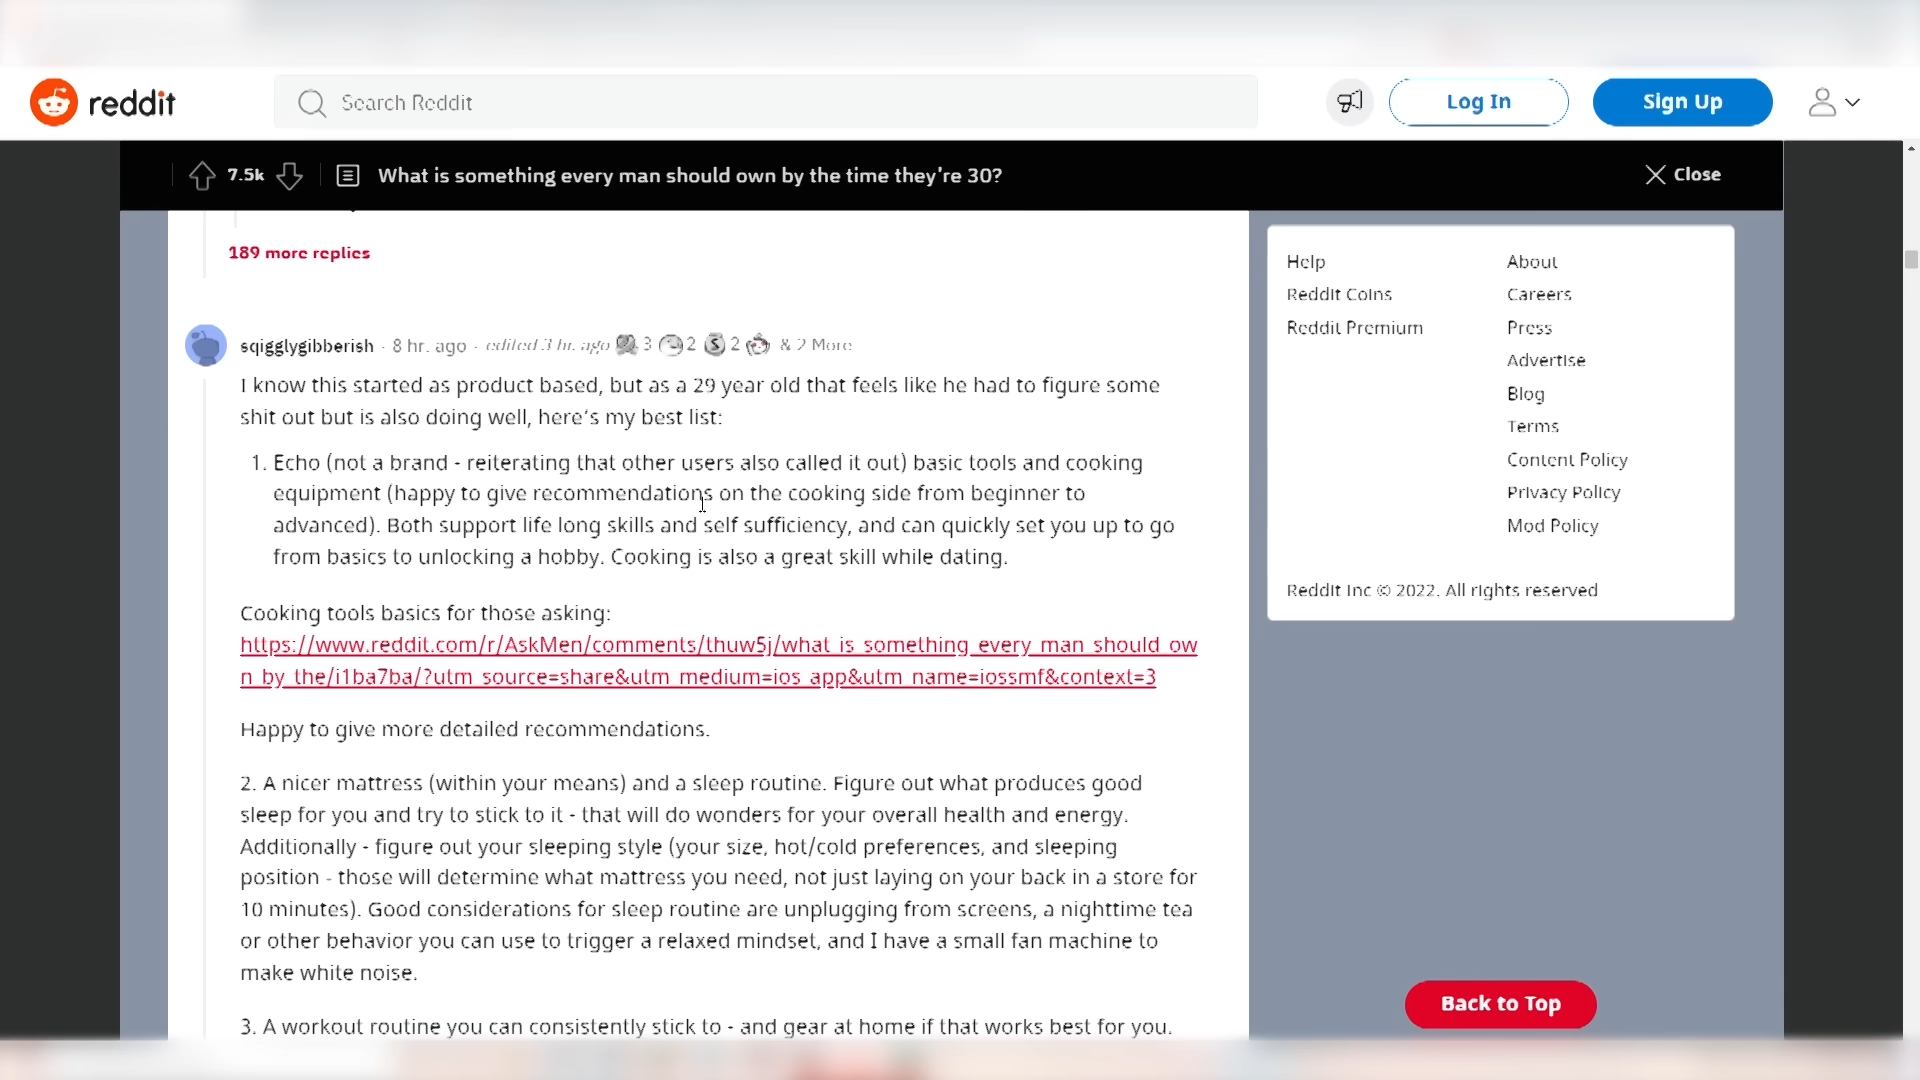 reddit
Search Reddit
Log In
Sign Up
7.5k
What is something every man should own by the time they're 30?
Close
189 more replies
sqigglygibberish · 8 hr. ago · edited 3 hr. ago 3 2 2 & 2 More
I know this started as product based, but as a 29 year old that feels like he had to figure some
shit out but is also doing well, here's my best list:
1. Echo (not a brand - reiterating that other users also called it out) basic tools and cooking
equipment (happy to give recommendations on the cooking side from beginner to
advanced). Both support life long skills and self sufficiency, and can quickly set you up to go
from basics to unlocking a hobby. Cooking is also a great skill while dating.
Cooking tools basics for those asking:
https://www.reddit.com/r/AskMen/comments/thuw5j/what_is_something_every_man_should_ow
n_by_the/i1ba7ba/?utm_source=share&utm_medium=ios_app&utm_name=iossmf&context=3
Happy to give more detailed recommendations.
2. A nicer mattress (within your means) and a sleep routine. Figure out what produces good
sleep for you and try to stick to it - that will do wonders for your overall health and energy.
Additionally - figure out your sleeping style (your size, hot/cold preferences, and sleeping
position - those will determine what mattress you need, not just laying on your back in a store for
10 minutes). Good considerations for sleep routine are unplugging from screens, a nighttime tea
or other behavior you can use to trigger a relaxed mindset, and I have a small fan machine to
make white noise.
3. A workout routine you can consistently stick to - and gear at home if that works best for you.
Help
Reddit Coins
Reddit Premium
About
Careers
Press
Advertise
Blog
Terms
Content Policy
Privacy Policy
Mod Policy
Reddit Inc © 2022. All rights reserved
Back to Top